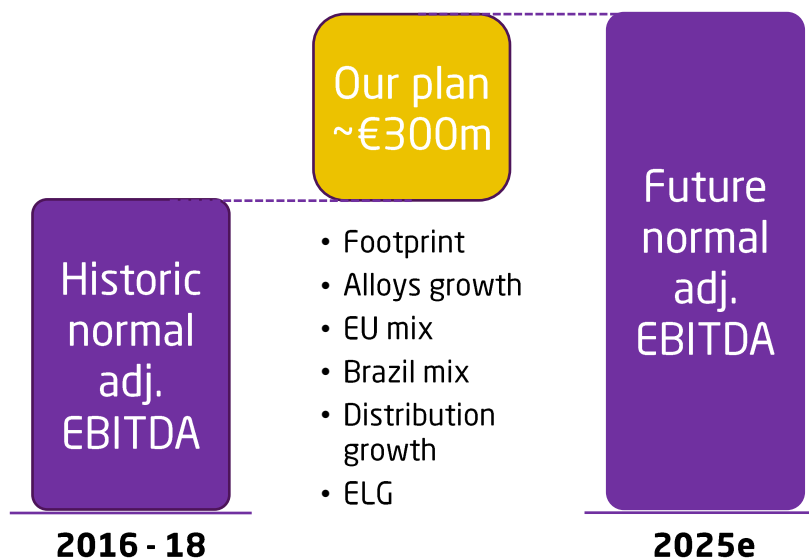 Our plan
~€300m
Historic
normal
adj.
EBITDA
• Footprint
• Alloys growth
• EU mix
• Brazil mix
• Distribution
growth
• ELG
Future
normal
adj.
EBITDA
2016 - 18
2025e